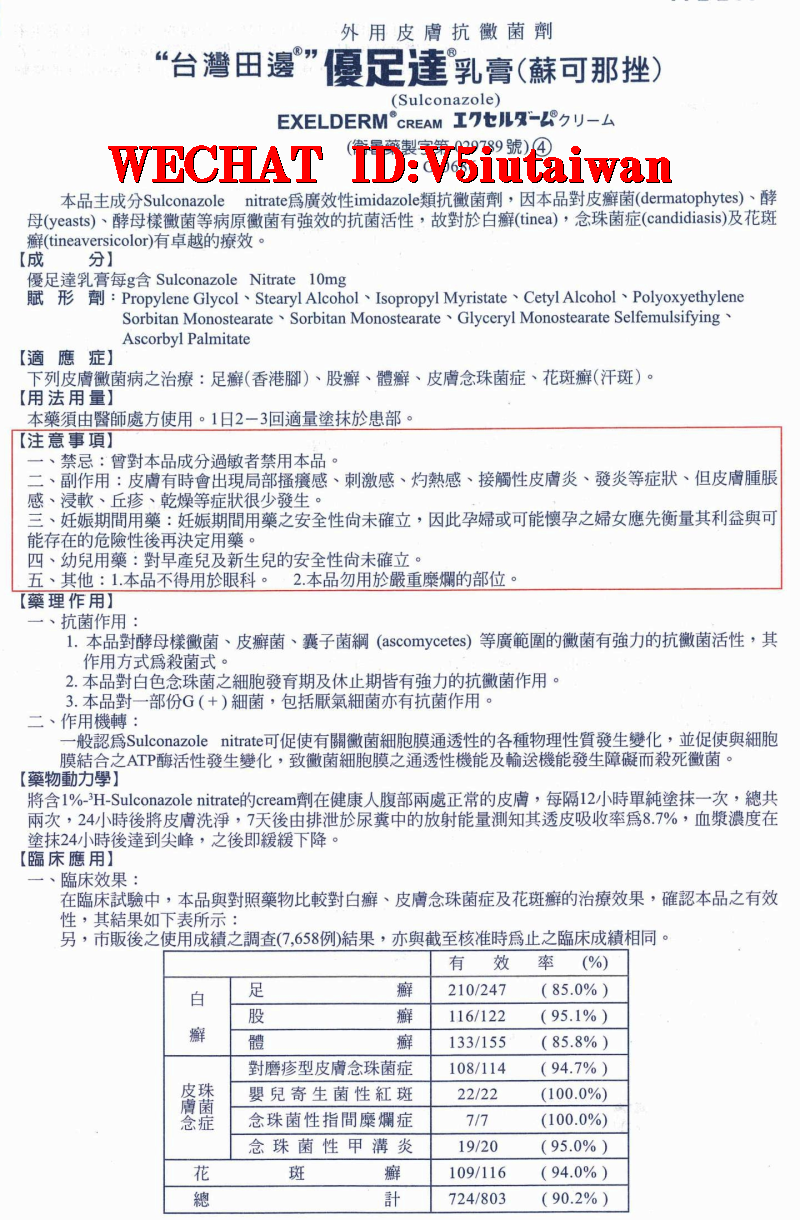 外用皮膚抗黴菌劑
“台灣田邊®”優足達®乳膏(蘇可那挫)
(Sulconazole)
EXELDERM® CREAM エクセルダーム®クリーム
029789號)④
WECHAT ID:V5iutaiwan
本品主成分Sulconazole nitrate爲廣效性imidazole類抗黴菌劑，因本品對皮癬菌(dermatophytes)、酵
母(yeasts)、酵母樣黴菌等病原黴菌有強效的抗菌活性，故對於白癬(tinea)，念珠菌症(candidiasis)及花斑
癬(tineaversicolor)有卓越的療效。
【成 分】
優足達乳膏每g含 Sulconazole Nitrate 10mg
賦 形 劑：Propylene Glycol、Stearyl Alcohol、Isopropyl Myristate、Cetyl Alcohol、Polyoxyethylene
Sorbitan Monostearate、Sorbitan Monostearate、Glyceryl Monostearate Selfemulsifying、
Ascorbyl Palmitate
【適 應 症】
下列皮膚黴菌病之治療：足癬(香港腳)、股癬、體癬、皮膚念珠菌症、花斑癬(汗斑)。
【用法用量】
本藥須由醫師處方使用。1日2－3回適量塗抹於患部。
【注意事項】
一、禁忌：曾對本品成分過敏者禁用本品。
二、副作用：皮膚有時會出現局部搔癢感、刺激感、灼熱感、接觸性皮膚炎、發炎等症狀、但皮膚腫脹
感、浸軟、丘疹、乾燥等症狀很少發生。
三、妊娠期間用藥：妊娠期間用藥之安全性尙未確立，因此孕婦或可能懷孕之婦女應先衡量其利益與可
能存在的危險性後再決定用藥。
四、幼兒用藥：對早產兒及新生兒的安全性尙未確立。
五、其他：1.本品不得用於眼科。 2.本品勿用於嚴重糜爛的部位。
【藥理作用】
一、抗菌作用：
1. 本品對酵母樣黴菌、皮癬菌、囊子菌綱 (ascomycetes) 等廣範圍的黴菌有強力的抗黴菌活性，其
作用方式爲殺菌式。
2. 本品對白色念珠菌之細胞發育期及休止期皆有強力的抗黴菌作用。
3. 本品對一部份G (＋) 細菌，包括厭氣細菌亦有抗菌作用。
二、作用機轉：
一般認爲Sulconazole nitrate可促使有關黴菌細胞膜通透性的各種物理性質發生變化，並促使與細胞
膜結合之ATP酶活性發生變化，致黴菌細胞膜之通透性機能及輸送機能發生障礙而殺死黴菌。
【藥物動力學】
將含1%-³H-Sulconazole nitrate的cream劑在健康人腹部兩處正常的皮膚，每隔12小時單純塗抹一次，總共
兩次，24小時後將皮膚洗淨，7天後由排泄於尿糞中的放射能量測知其透皮吸收率爲8.7%，血漿濃度在
塗抹24小時後達到尖峰，之後即緩緩下降。
【臨床應用】
一、臨床效果：
在臨床試驗中，本品與對照藥物比較對白癬、皮膚念珠菌症及花斑癬的治療效果，確認本品之有效
性，其結果如下表所示：
另，市販後之使用成績之調查(7,658例)結果，亦與截至核准時爲止之臨床成績相同。
有 效 率 (%)
白癬 足 癬 210/247 ( 85.0% )
股 癬 116/122 ( 95.1% )
體 癬 133/155 ( 85.8% )
皮膚念珠菌症 對磨疹型皮膚念珠菌症 108/114 ( 94.7% )
嬰兒寄生菌性紅斑 22/22 (100.0%)
念珠菌性指間糜爛症 7/7 (100.0%)
念珠菌性甲溝炎 19/20 ( 95.0% )
花 斑 癬 109/116 ( 94.0% )
總 計 724/803 ( 90.2% )